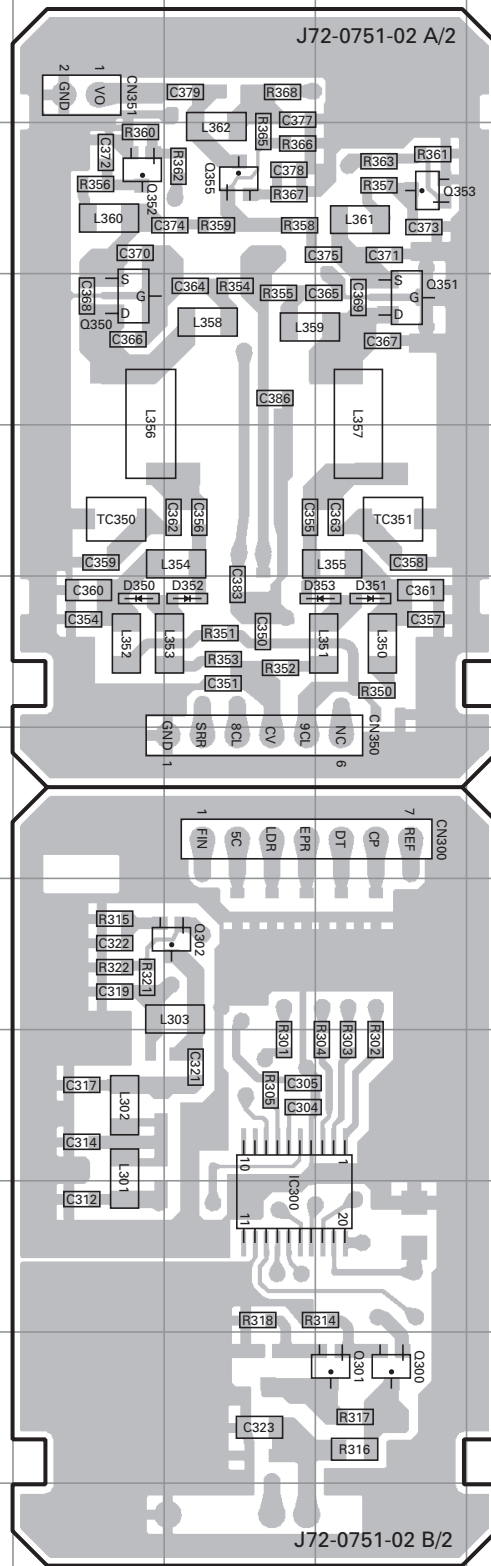 J72-0751-02 A/2
2 1
GND VO
CN351
C379 R368
L362 R365 C377
R360 R366
C372 R362 Q355 C378 R363 R361
R356 Q352 R367 R357 Q353
L360 C374 R359 R358 L361 C373
C370 C375 C371
S G D
C368 Q350 C364 R354 R355 C365 C369
S G D
Q351
L358 L359
C366 C367
L356 C386 L357
TC350 C362 C356 C355 C363 TC351
C359 L354 L355 C358
C360 D350 D352 C383 D353 D351 C361
C354 C357
L352 L353 R351 C350 L351 L350
R353 R352
C351 R350
GND SRR 8CL CV 9CL NC
1 6
CN350
1 7
FIN 5C LDR EPR DT CP REF
CN300
R315 Q302
C322
R322 R321
C319
L303
R301 R304 R303 R302
C321
C317 L302 R305 C305
C304
C314
L301
C312
10 1
IC300
11 20
R318 R314
Q301 Q300
R317
C323 R316
J72-0751-02 B/2